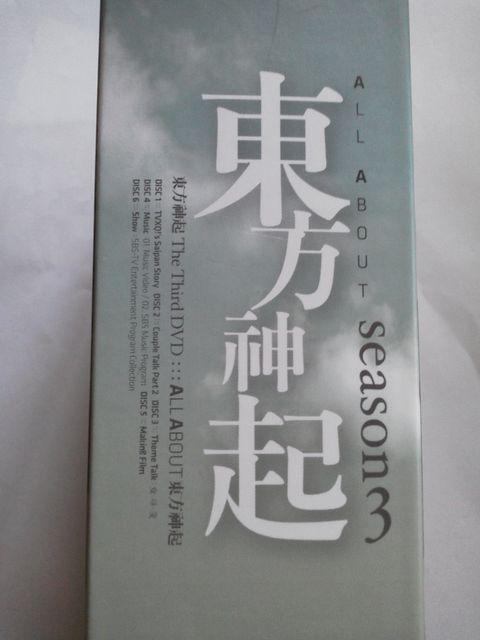 ALL ABOUT season3
東方神起
東方神起 The Third DVD ::: ALL ABOUT 東方神起
DISC 1 :: TVXQ!'s Saipan Story DISC 2 :: Couple Talk Part 2 DISC 3 :: Theme Talk :
DISC 4 :: Music : 01. Music Video / 02. SBS Music Program DISC 5 :: Making Film
DISC 6 :: Show : SBS-TV Entertainment Program Collection